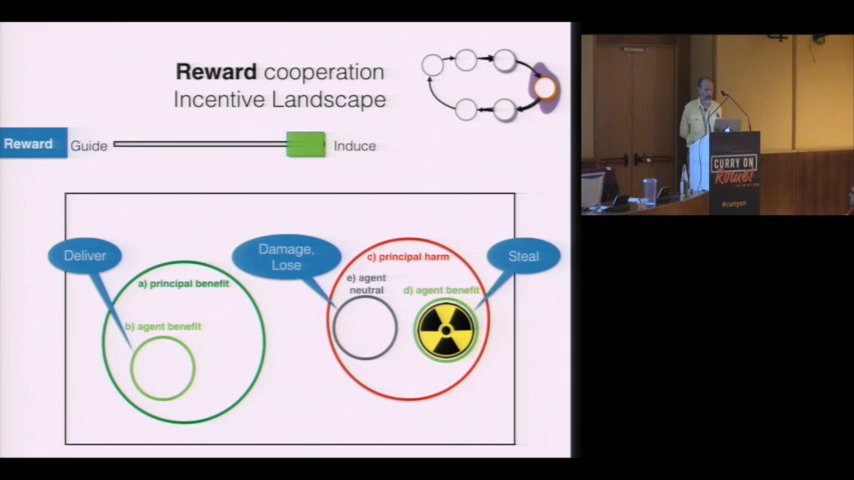 Reward cooperation
Incentive Landscape
Reward
Guide
Induce
Deliver
Damage,
Lose
Steal
a) principal benefit
b) agent benefit
c) principal harm
e) agent
neutral
d) agent benefit
CURRY ON
Rome!
#curryon